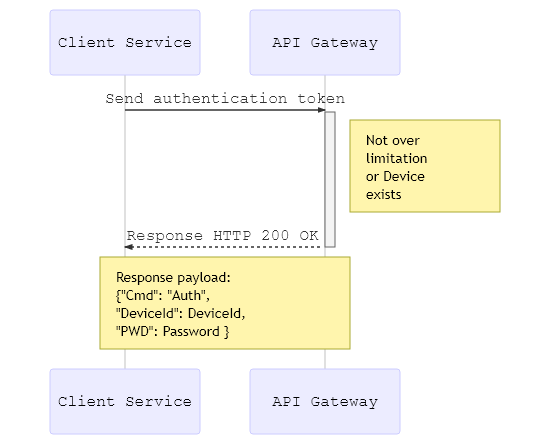 Client Service
API Gateway
Send authentication token
Not over
limitation
or Device
exists
Response HTTP 200 OK
Response payload:
{"Cmd": "Auth",
"DeviceId": DeviceId,
"PWD": Password }
Client Service
API Gateway